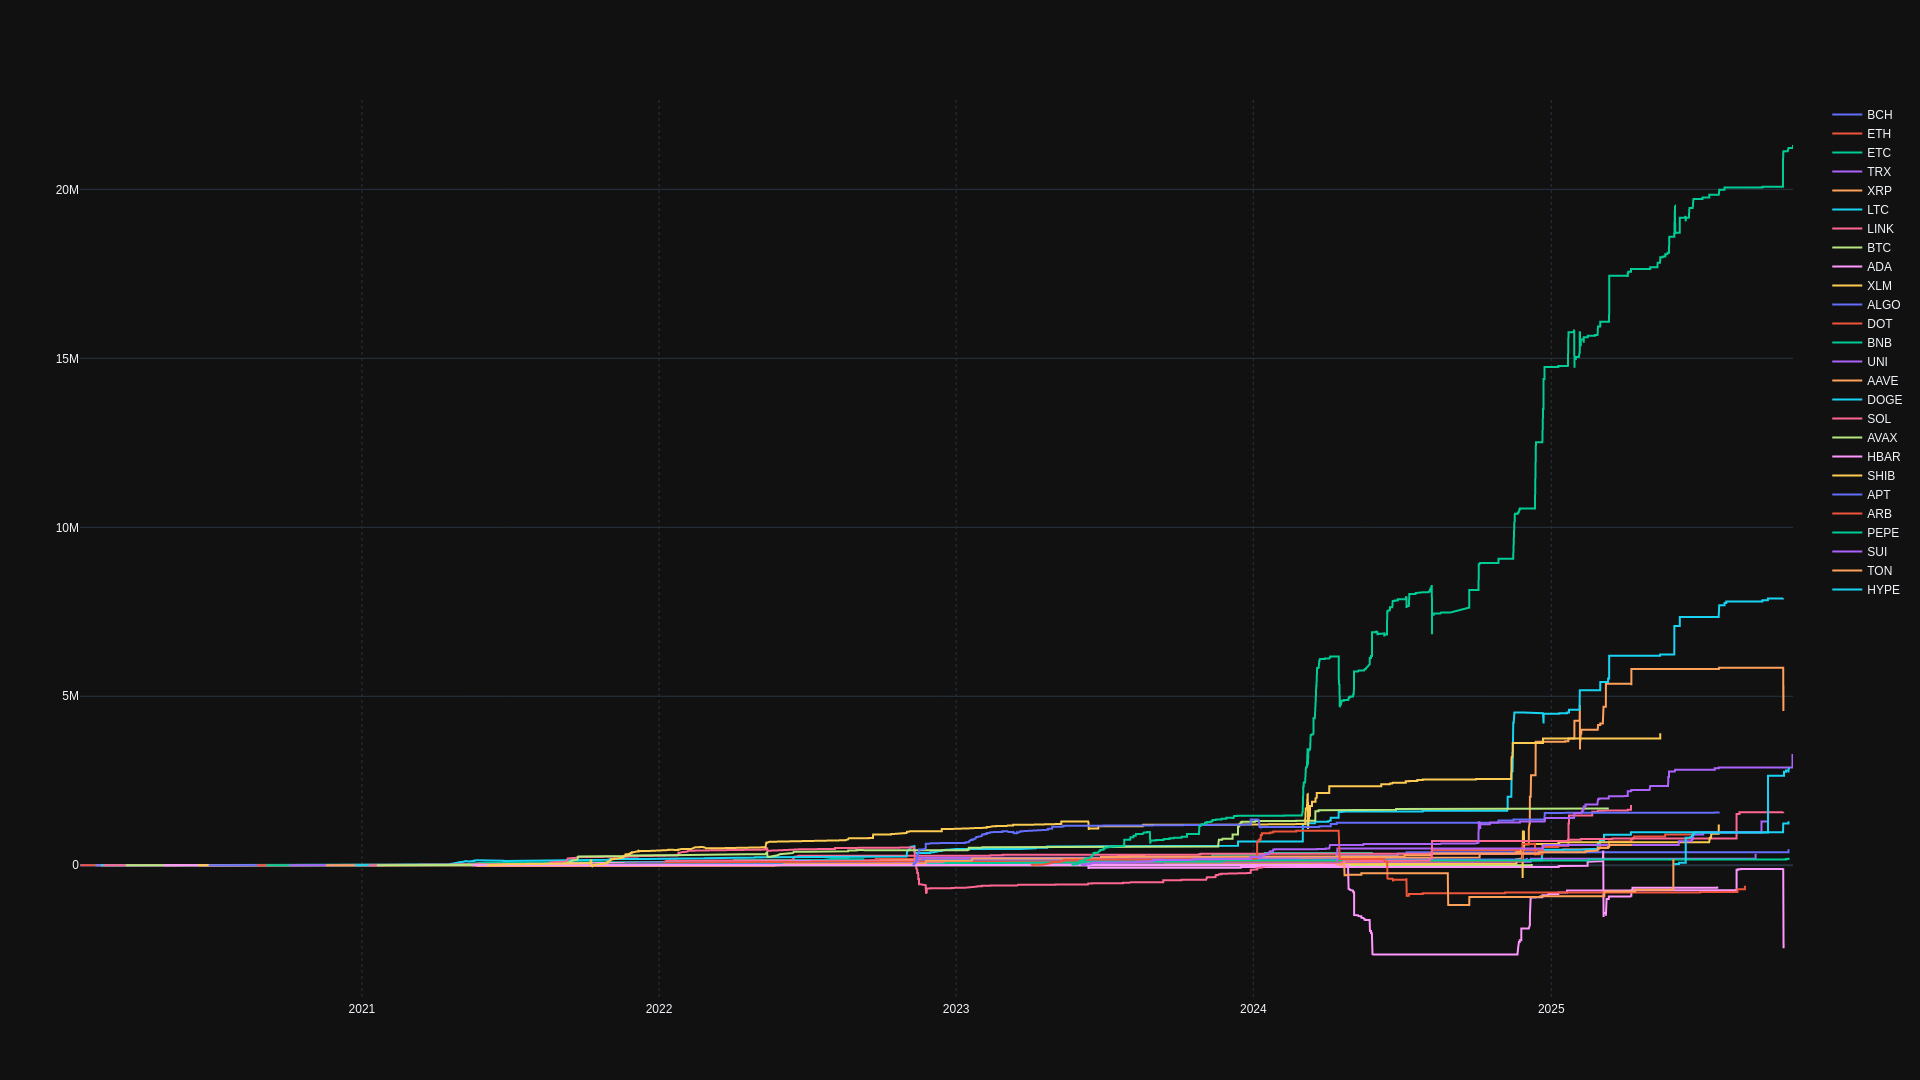 20M
15M
10M
5M
0
2021
2022
2023
2024
2025
BCH
ETH
ETC
TRX
XRP
LTC
LINK
BTC
ADA
XLM
ALGO
DOT
BNB
UNI
AAVE
DOGE
SOL
AVAX
HBAR
SHIB
APT
ARB
PEPE
SUI
TON
HYPE